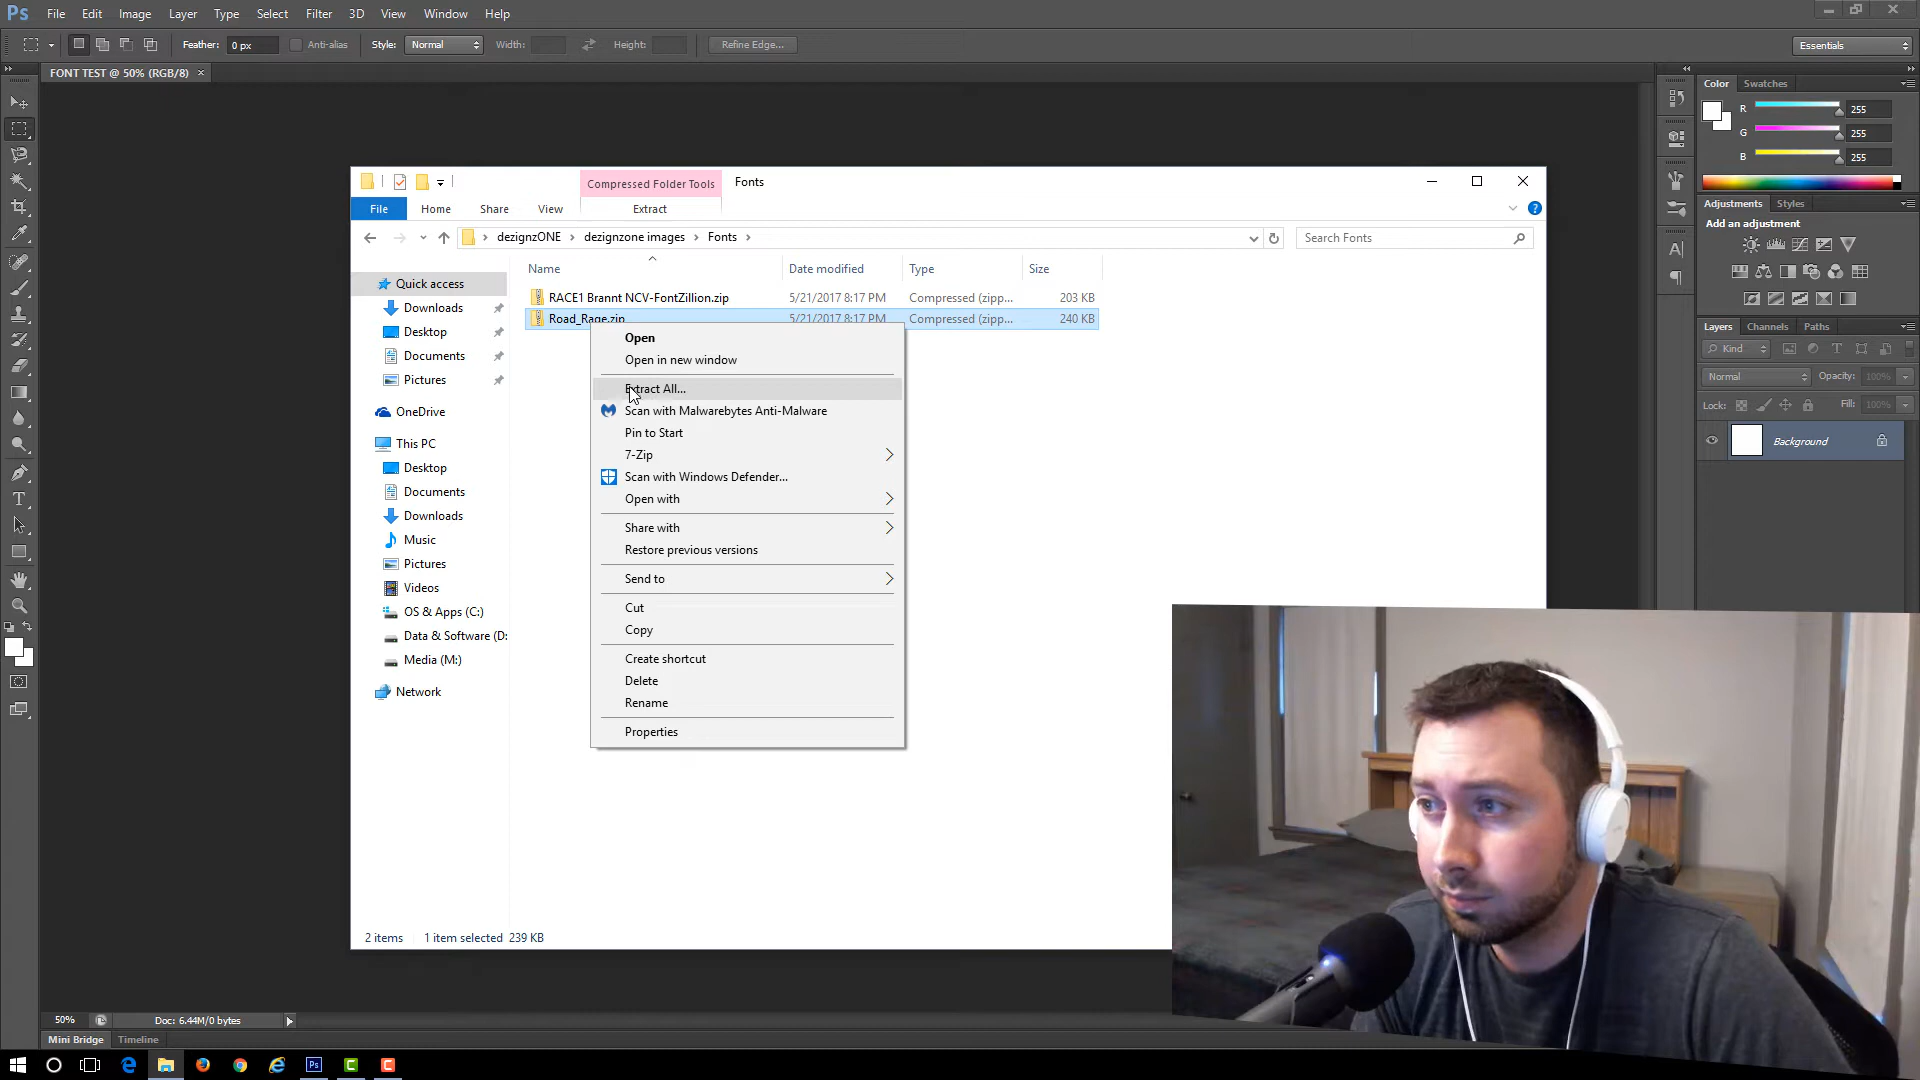 Ps File Edit Image Layer Type Select Filter 3D View Window Help
Feather: 0 px Anti-alias Style: Normal Width: Height: Refine Edge... Essentials
FONT TEST @ 50% (RGB/8) ×
Color Swatches
R 255
G 255
B 255
Adjustments Styles
Add an adjustment
Layers Channels Paths
Kind
Normal Opacity: 100%
Lock: Fill: 100%
Background
Compressed Folder Tools Fonts
File Home Share View Extract
dezignzONE > dezignzone images > Fonts > Search Fonts
Name Date modified Type Size
RACE1 Brannt NCV-FontZillion.zip 5/21/2017 8:17 PM Compressed (zipp... 203 KB
Road_Rage.zip 5/21/2017 8:17 PM Compressed (zipp... 240 KB
Quick access
Downloads
Desktop
Documents
Pictures
OneDrive
This PC
Desktop
Documents
Downloads
Music
Pictures
Videos
OS & Apps (C:)
Data & Software (D:
Media (M:)
Network
Open
Open in new window
Extract All...
Scan with Malwarebytes Anti-Malware
Pin to Start
7-Zip
Scan with Windows Defender...
Open with
Share with
Restore previous versions
Send to
Cut
Copy
Create shortcut
Delete
Rename
Properties
2 items 1 item selected 239 KB
50% Doc: 6.44M/0 bytes
Mini Bridge Timeline
Ps